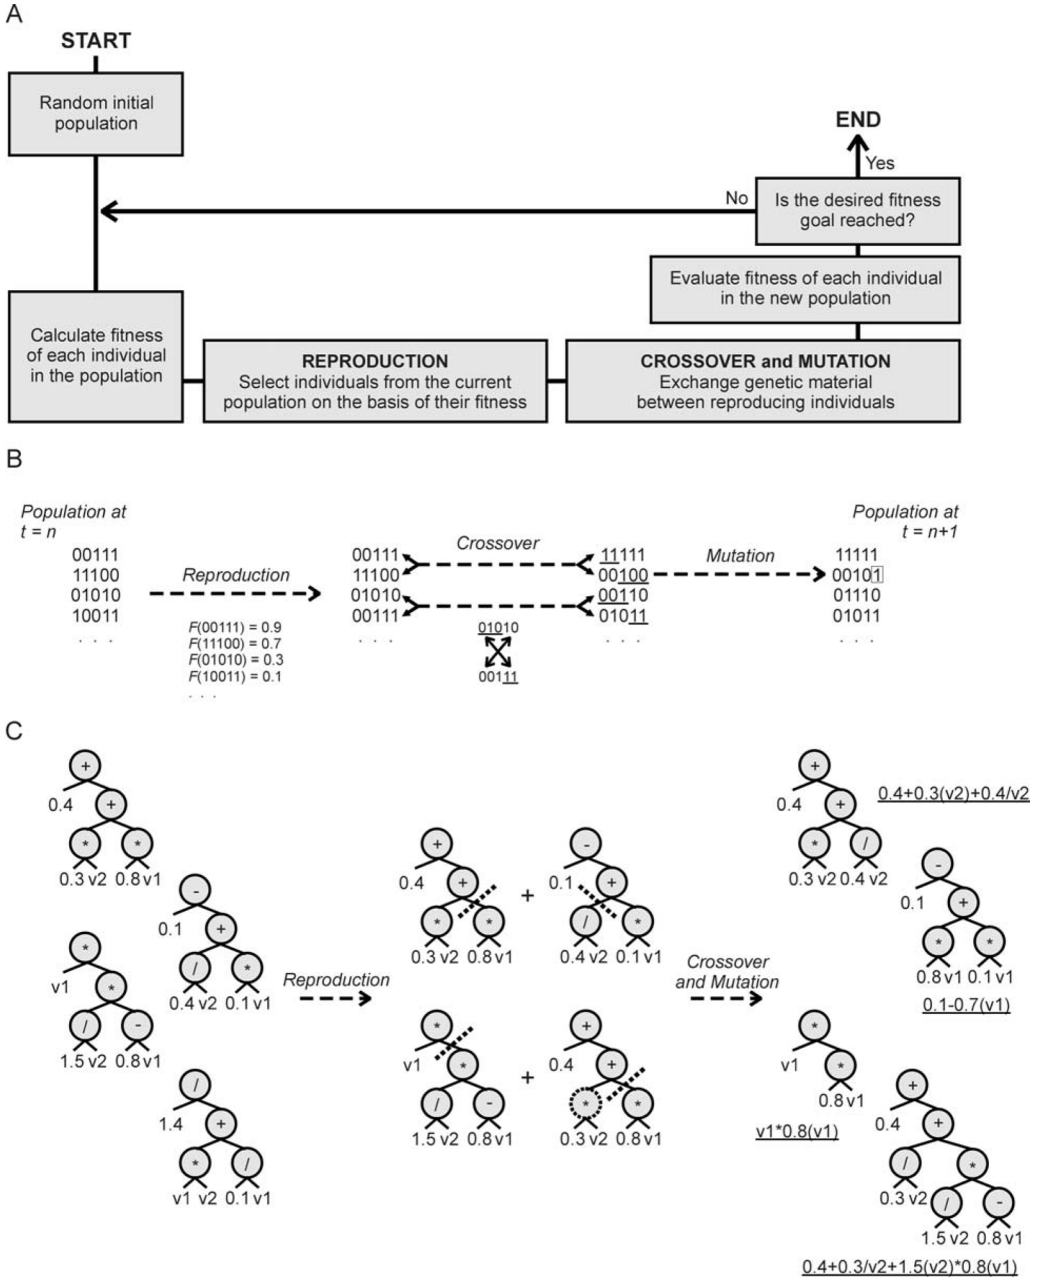 A
START
Random initial
population
END
Yes
No
Is the desired fitness
goal reached?
Evaluate fitness of each individual
in the new population
Calculate fitness
of each individual
in the population
REPRODUCTION
Select individuals from the current
population on the basis of their fitness
CROSSOVER and MUTATION
Exchange genetic material
between reproducing individuals
B
Population at
t = n
00111
11100
01010
10011
. . .
Reproduction
F(00111) = 0.9
F(11100) = 0.7
F(01010) = 0.3
F(10011) = 0.1
. . .
00111
11100
01010
00111
. . .
Crossover
01010
00111
11111
00100
00110
01011
. . .
Mutation
Population at
t = n+1
11111
00101
01110
01011
. . .
C
+
0.4
+
* *
0.3 v2 0.8 v1
-
0.1
+
/ *
0.4 v2 0.1 v1
*
v1
*
/ -
1.5 v2 0.8 v1
/
1.4
+
* /
v1 v2 0.1 v1
Reproduction
+
0.4
+
* *
0.3 v2 0.8 v1
+
-
0.1
+
/ *
0.4 v2 0.1 v1
*
v1
*
/ -
1.5 v2 0.8 v1
+
+
0.4
+
* *
0.3 v2 0.8 v1
Crossover
and Mutation
+
0.4
+
* /
0.3 v2 0.4 v2
0.4+0.3(v2)+0.4/v2
-
0.1
+
* *
0.8 v1 0.1 v1
0.1-0.7(v1)
*
v1
*
0.8 v1
v1*0.8(v1)
+
0.4
+
/ *
0.3 v2
/ -
1.5 v2 0.8 v1
0.4+0.3/v2+1.5(v2)*0.8(v1)